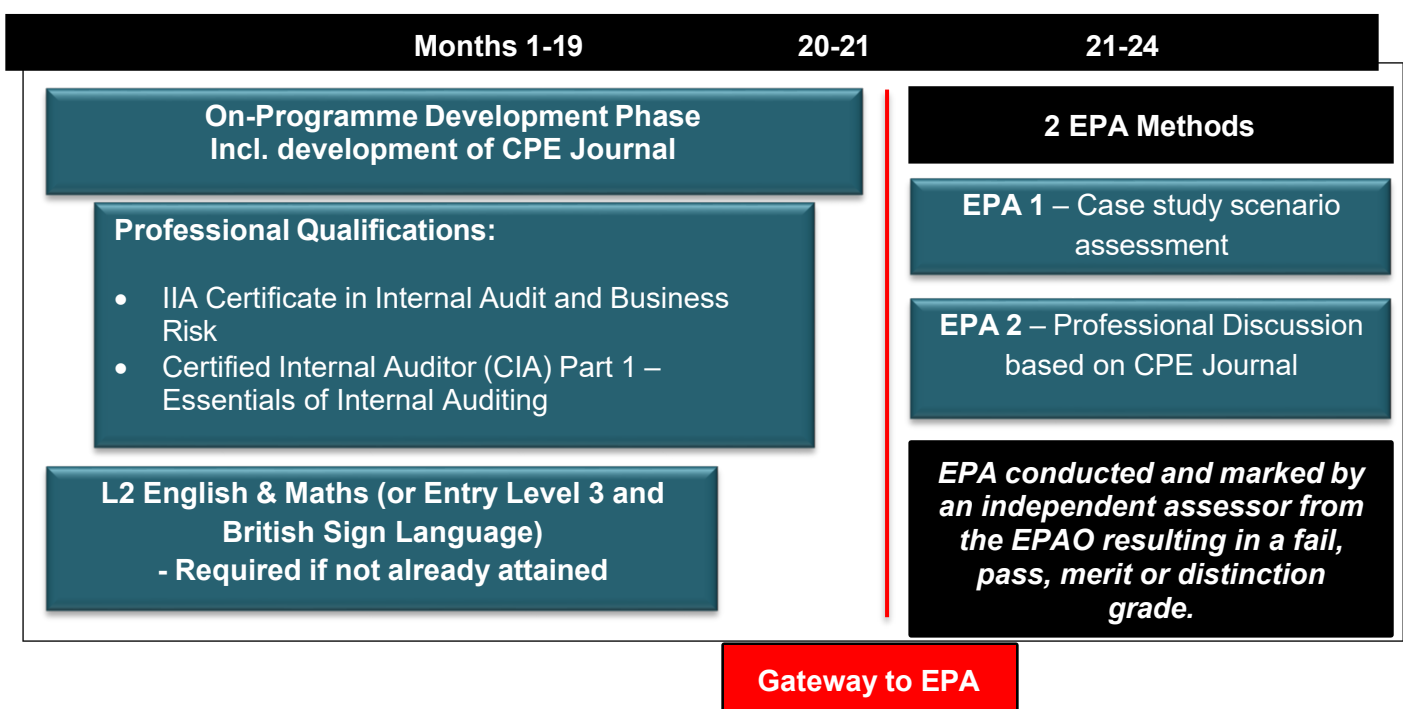 Months 1-19 20-21 21-24
On-Programme Development Phase
Incl. development of CPE Journal
Professional Qualifications:
• IIA Certificate in Internal Audit and Business
Risk
• Certified Internal Auditor (CIA) Part 1 –
Essentials of Internal Auditing
L2 English & Maths (or Entry Level 3 and
British Sign Language)
- Required if not already attained
2 EPA Methods
EPA 1 – Case study scenario
assessment
EPA 2 – Professional Discussion
based on CPE Journal
EPA conducted and marked by
an independent assessor from
the EPAO resulting in a fail,
pass, merit or distinction
grade.
Gateway to EPA